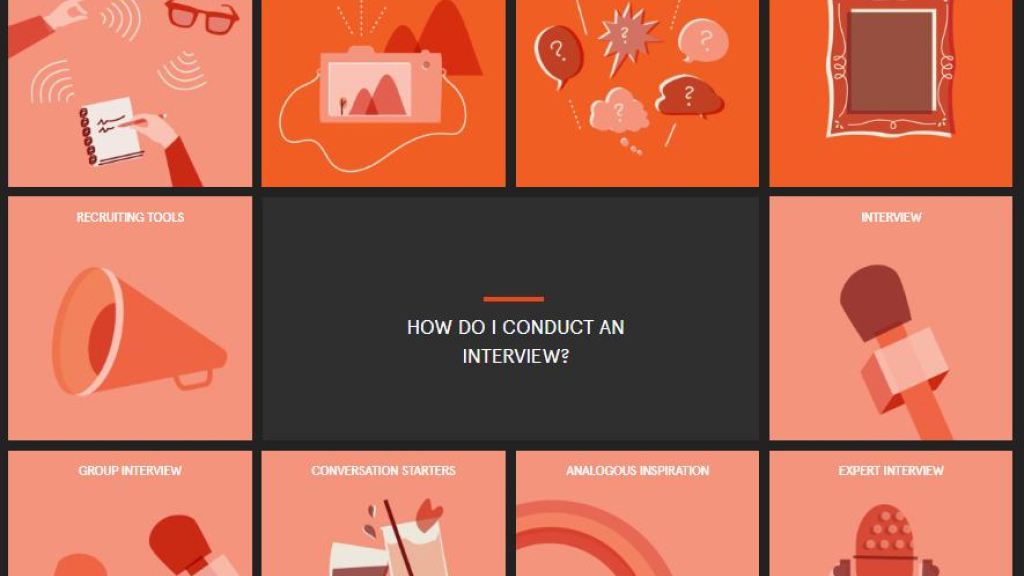 ?
?
?
?
?
RECRUITING TOOLS
HOW DO I CONDUCT AN
INTERVIEW?
INTERVIEW
GROUP INTERVIEW
CONVERSATION STARTERS
ANALOGOUS INSPIRATION
EXPERT INTERVIEW